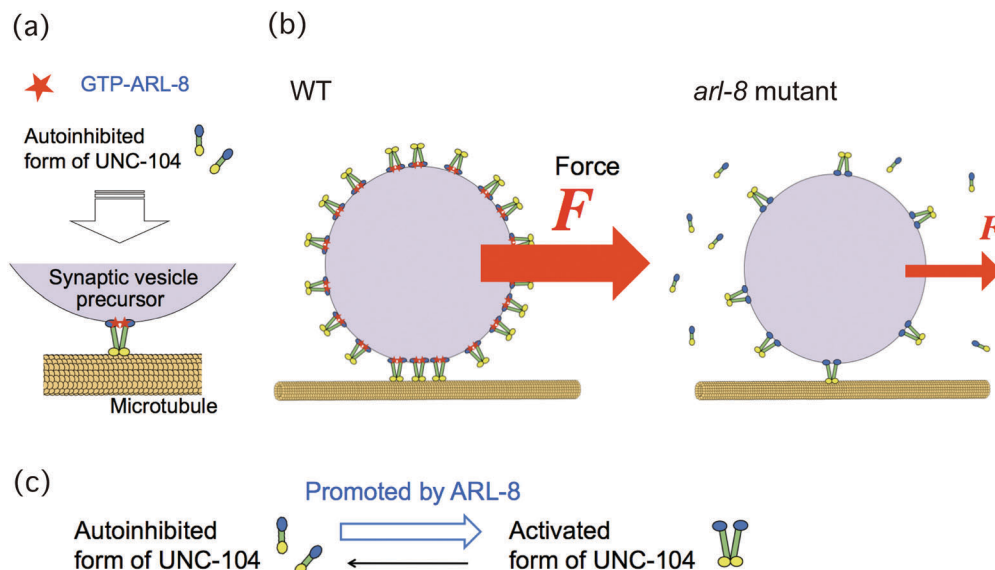 (a)
GTP-ARL-8
Autoinhibited
form of UNC-104
Synaptic vesicle
precursor
Microtubule
(b)
WT
Force
F
arl-8 mutant
F
(c)
Promoted by ARL-8
Autoinhibited
form of UNC-104
Activated
form of UNC-104